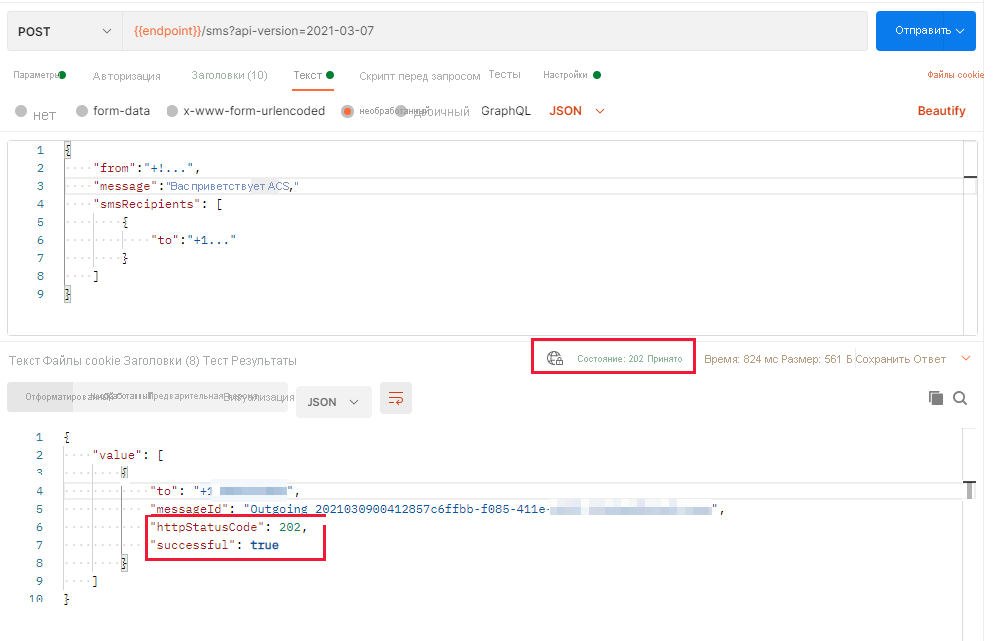 POST {{endpoint}}/sms?api-version=2021-03-07 Отправить
Параметры Авторизация Заголовки (10) Текст Скрипт перед запросом Тесты Настройки Файлы cookie
нет form-data x-www-form-urlencoded необработанный двоичный GraphQL JSON Beautify
1 {
2 "from":"+!...",
3 "message":"Вас приветствует ACS,"
4 "smsRecipients": [
5 {
6 "to":"+1..."
7 }
8 ]
9 }
Текст Файлы cookie Заголовки (8) Тест Результаты Состояние: 202 Принято Время: 824 мс Размер: 561 Б Сохранить Ответ
Отформатированный Необработанный Предварительная версия Визуализация JSON
1 {
2 "value": [
3 {
4 "to": "+1 ",
5 "messageId": "Outgoing_2021030900412857c6ffbb-f085-411e- ",
6 "httpStatusCode": 202,
7 "successful": true
8 }
9 ]
10 }